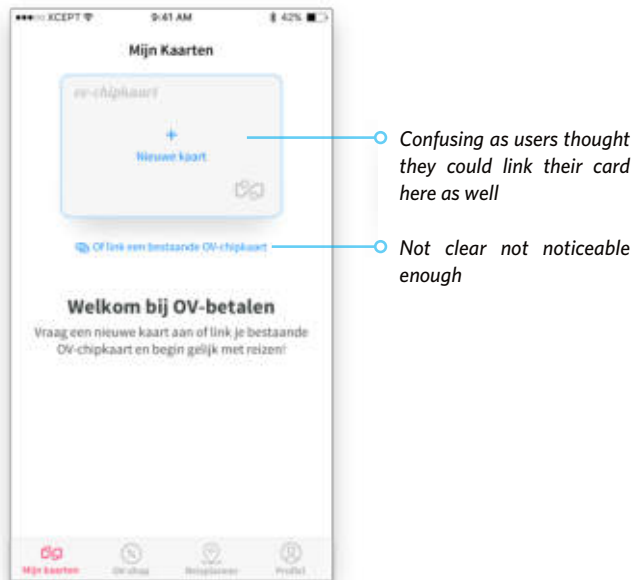 XCEPT 9:41 AM 42%
Mijn Kaarten
ov-chipkaart
+
Nieuwe kaart
Of link een bestaande OV-chipkaart
Welkom bij OV-betalen
Vraag een nieuwe kaart aan of link je bestaande
OV-chipkaart en begin gelijk met reizen!
Mijn kaarten OV-shop Reisplanner Profiel
Confusing as users thought
they could link their card
here as well
Not clear not noticeable
enough